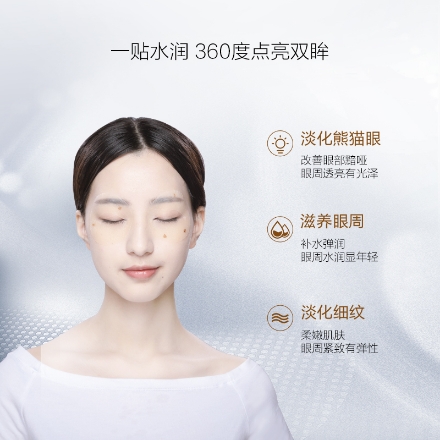 一贴水润 360度点亮双眸
淡化熊猫眼
改善眼部黯哑
眼周透亮有光泽
滋养眼周
补水弹润
眼周水润显年轻
淡化细纹
柔嫩肌肤
眼周紧致有弹性